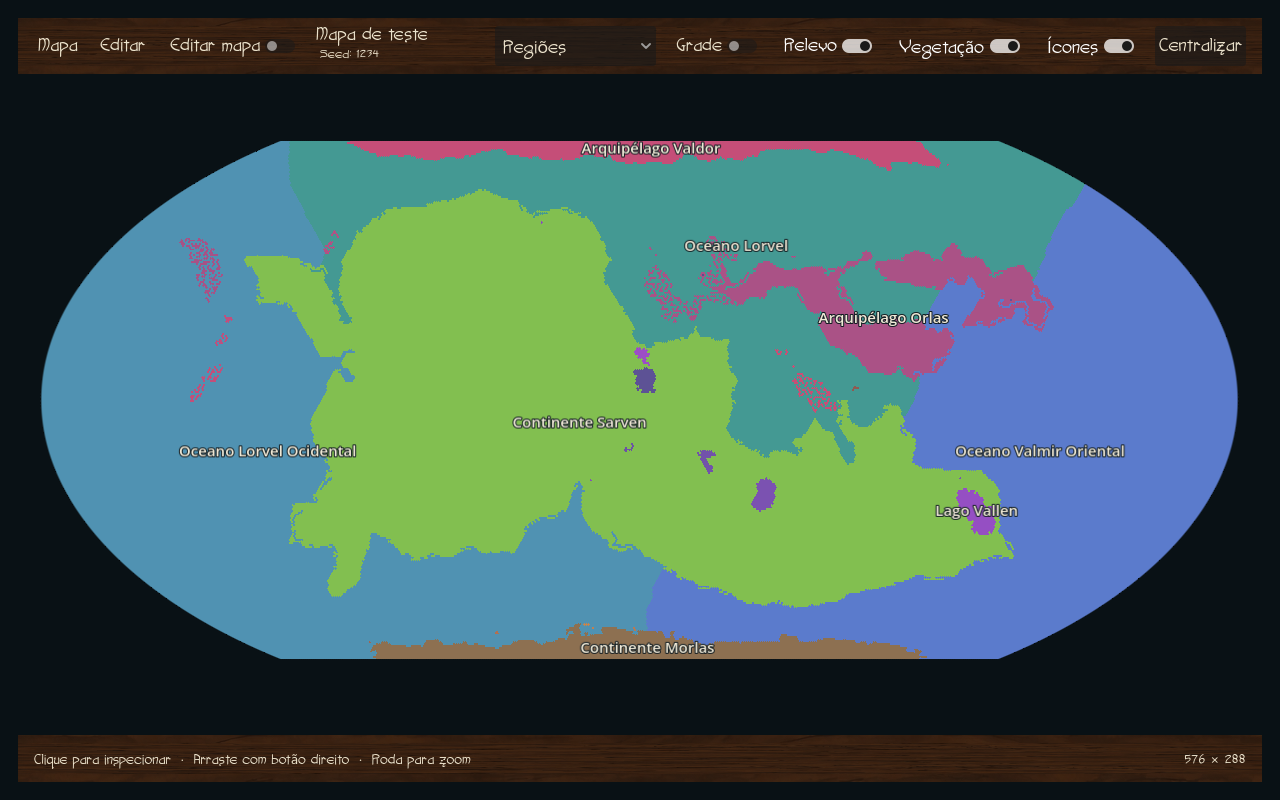 Mapa
Editar
Editar mapa
Mapa de teste
Seed: 1234
Regiões
Grade
Relevo
Vegetação
Ícones
Centralizar
Arquipélago Valdor
Oceano Lorvel
Arquipélago Orlas
Continente Sarven
Oceano Lorvel Ocidental
Oceano Valmir Oriental
Lago Vallen
Continente Morlas
Clique para inspecionar · Arraste com botão direito · Roda para zoom
576 × 288